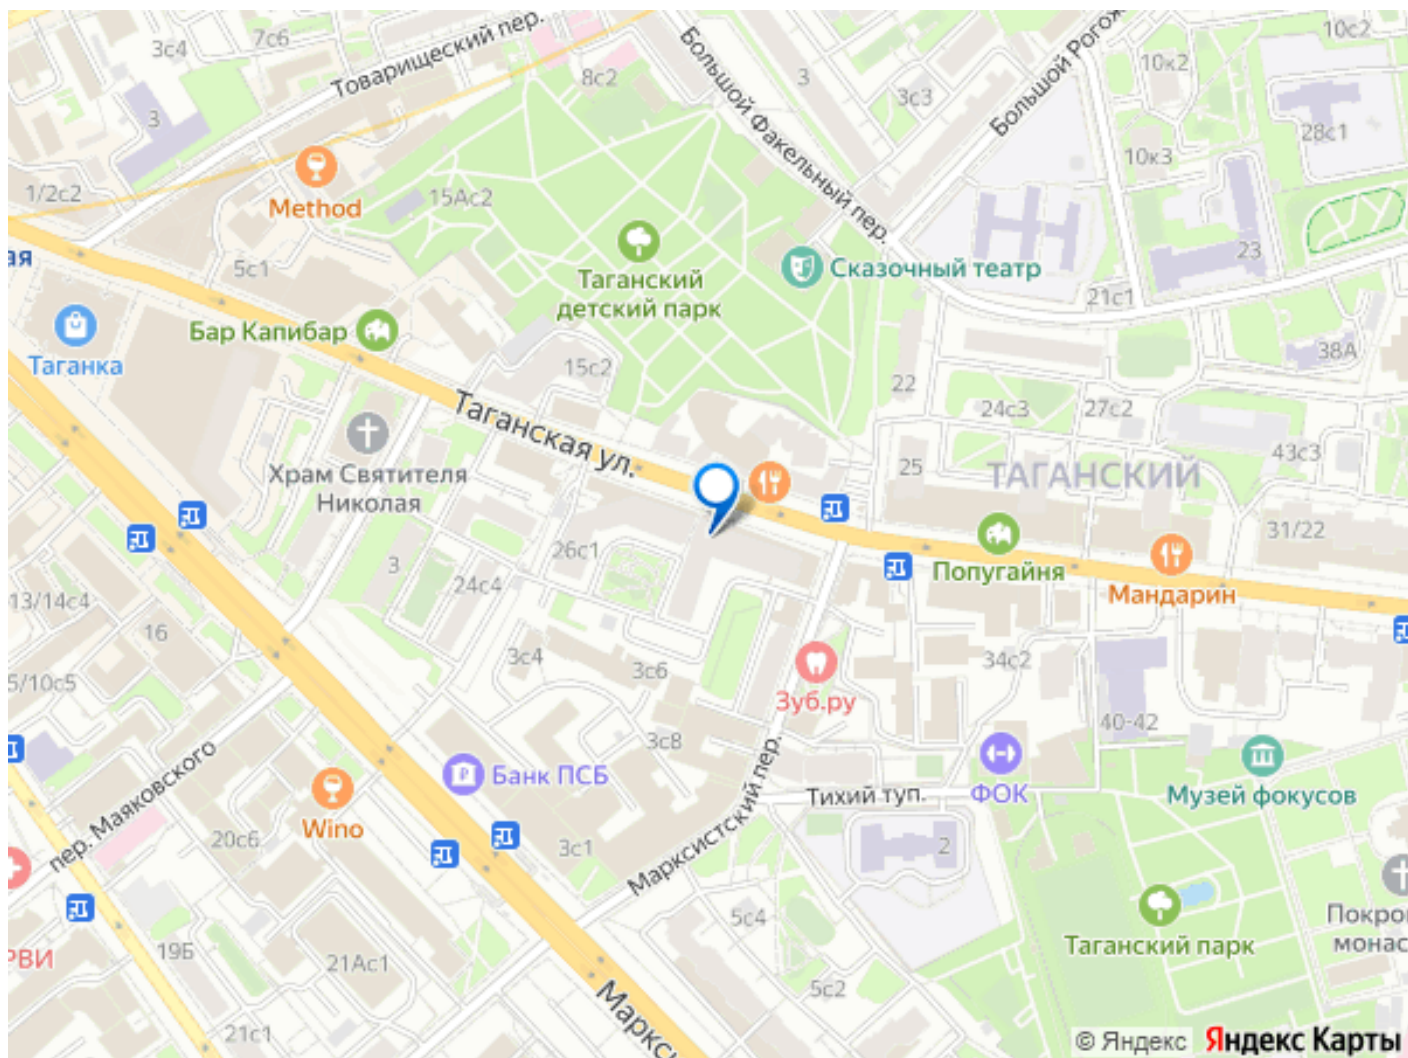 3с4
7с6
Товарищеский пер.
8с2
3
Большой Факельный пер.
3
3с3
Большой Рогож
10с2
10к2
28с1
10к3
1/2с2
Method
15Ас2
5с1
ая
Таганский
детский парк
Сказочный театр
23
21с1
Бар Капибар
Таганка
15с2
38А
22
24с3
27с2
Таганская ул.
Храм Святителя
Николая
25
ТАГАНСКИЙ
43с3
31/22
26с1
3
24с4
Попугайня
Мандарин
13/14с4
16
5/10с5
3с4
3с6
34с2
Зуб.ру
40-42
3с8
пер. Маяковского
Банк ПСБ
Марксистский пер.
Тихий туп.
ФОК
Музей фокусов
Wino
20с6
3с1
2
Покро
монас
Таганский парк
5с4
РВИ
19Б
21Ас1
5с2
21с1
Маркс
© Яндекс
Яндекс Карты